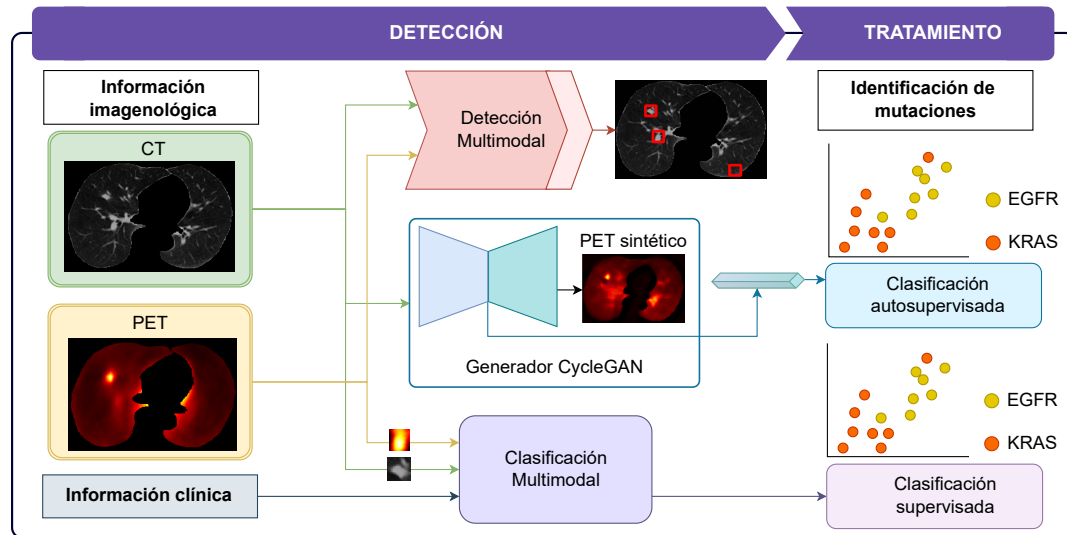 DETECCIÓN
TRATAMIENTO
Información
imagenológica
CT
PET
Información clínica
Detección
Multimodal
PET sintético
Generador CycleGAN
Clasificación
Multimodal
Identificación de
mutaciones
EGFR
KRAS
Clasificación
autosupervisada
EGFR
KRAS
Clasificación
supervisada